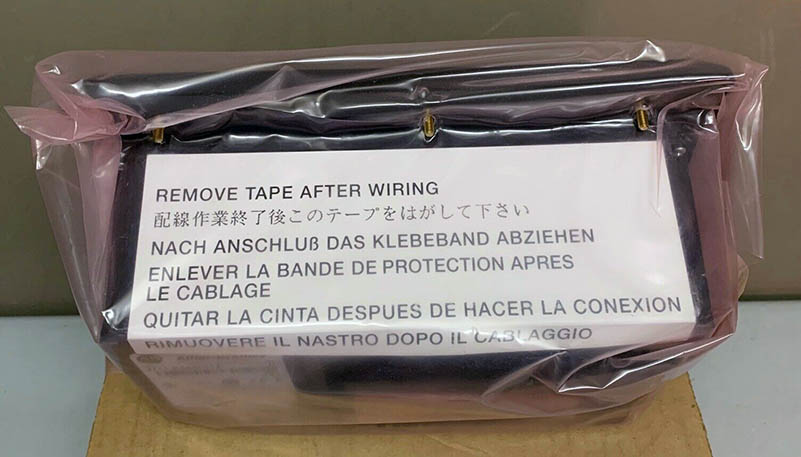 REMOVE TAPE AFTER WIRING
配線作業終了後このテープをはがして下さい
NACH ANSCHLUß DAS KLEBEBAND ABZIEHEN
ENLEVER LA BANDE DE PROTECTION APRES
LE CABLAGE
QUITAR LA CINTA DESPUES DE HACER LA CONEXION
RIMUOVERE IL NASTRO DOPO IL CABLAGGIO
Allen-Bradley